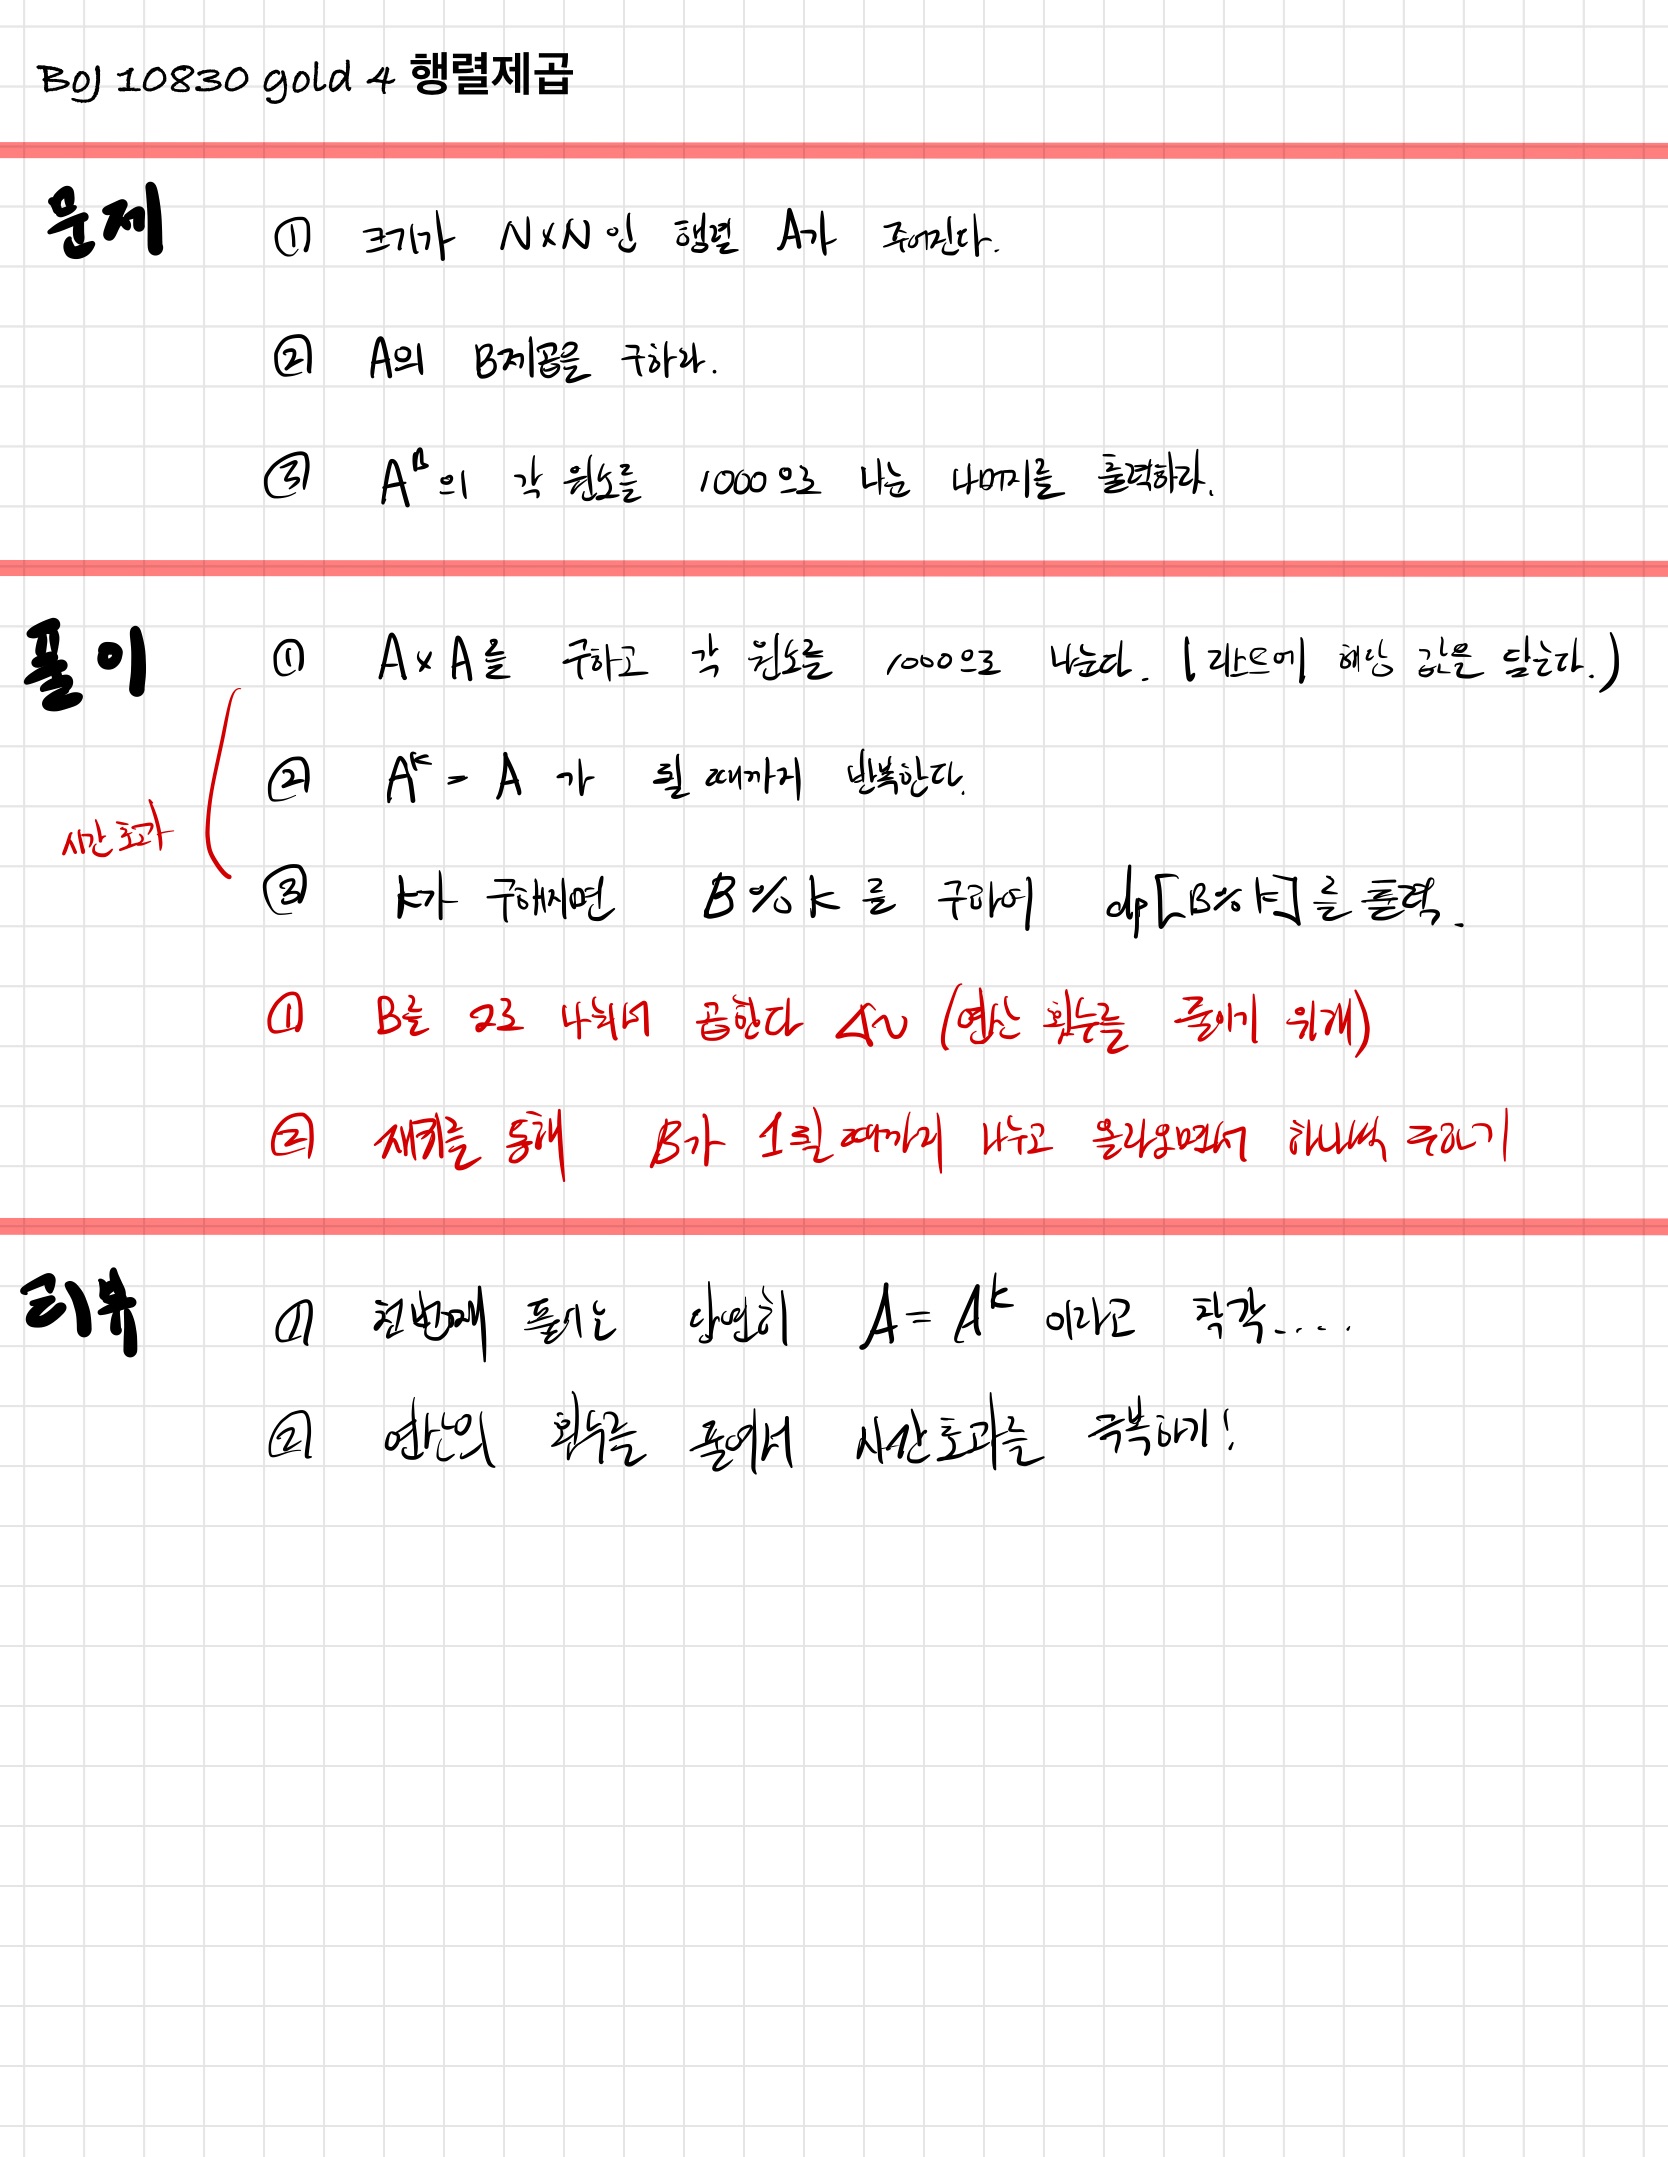 BOJ 10830 gold 4 행렬제곱
문제
① 크기가 N×N인 행렬 A가 주어진다.
② A의 B제곱을 구하라.
③ A^B의 각 원소를 1000으로 나눈 나머지를 출력하라.
풀이
① A×A를 구하고 각 원소를 1000으로 나눈다. (리스트에 해당 값을 담는다.)
② A^k = A 가 될 때까지 반복한다.
시간초과
③ k가 구해지면 B%k를 구하여 dp[B%k]를 출력.
① B를 2로 나눠서 곱한다 (연산 횟수를 줄이기 위해)
② 재귀를 통해 B가 1될 때까지 나누고 올라오면서 하나씩 구하기
리뷰
① 첫번째 풀이는 당연히 A = A^k 이라고 착각....
② 연산의 횟수를 줄여서 시간초과를 극복하기!